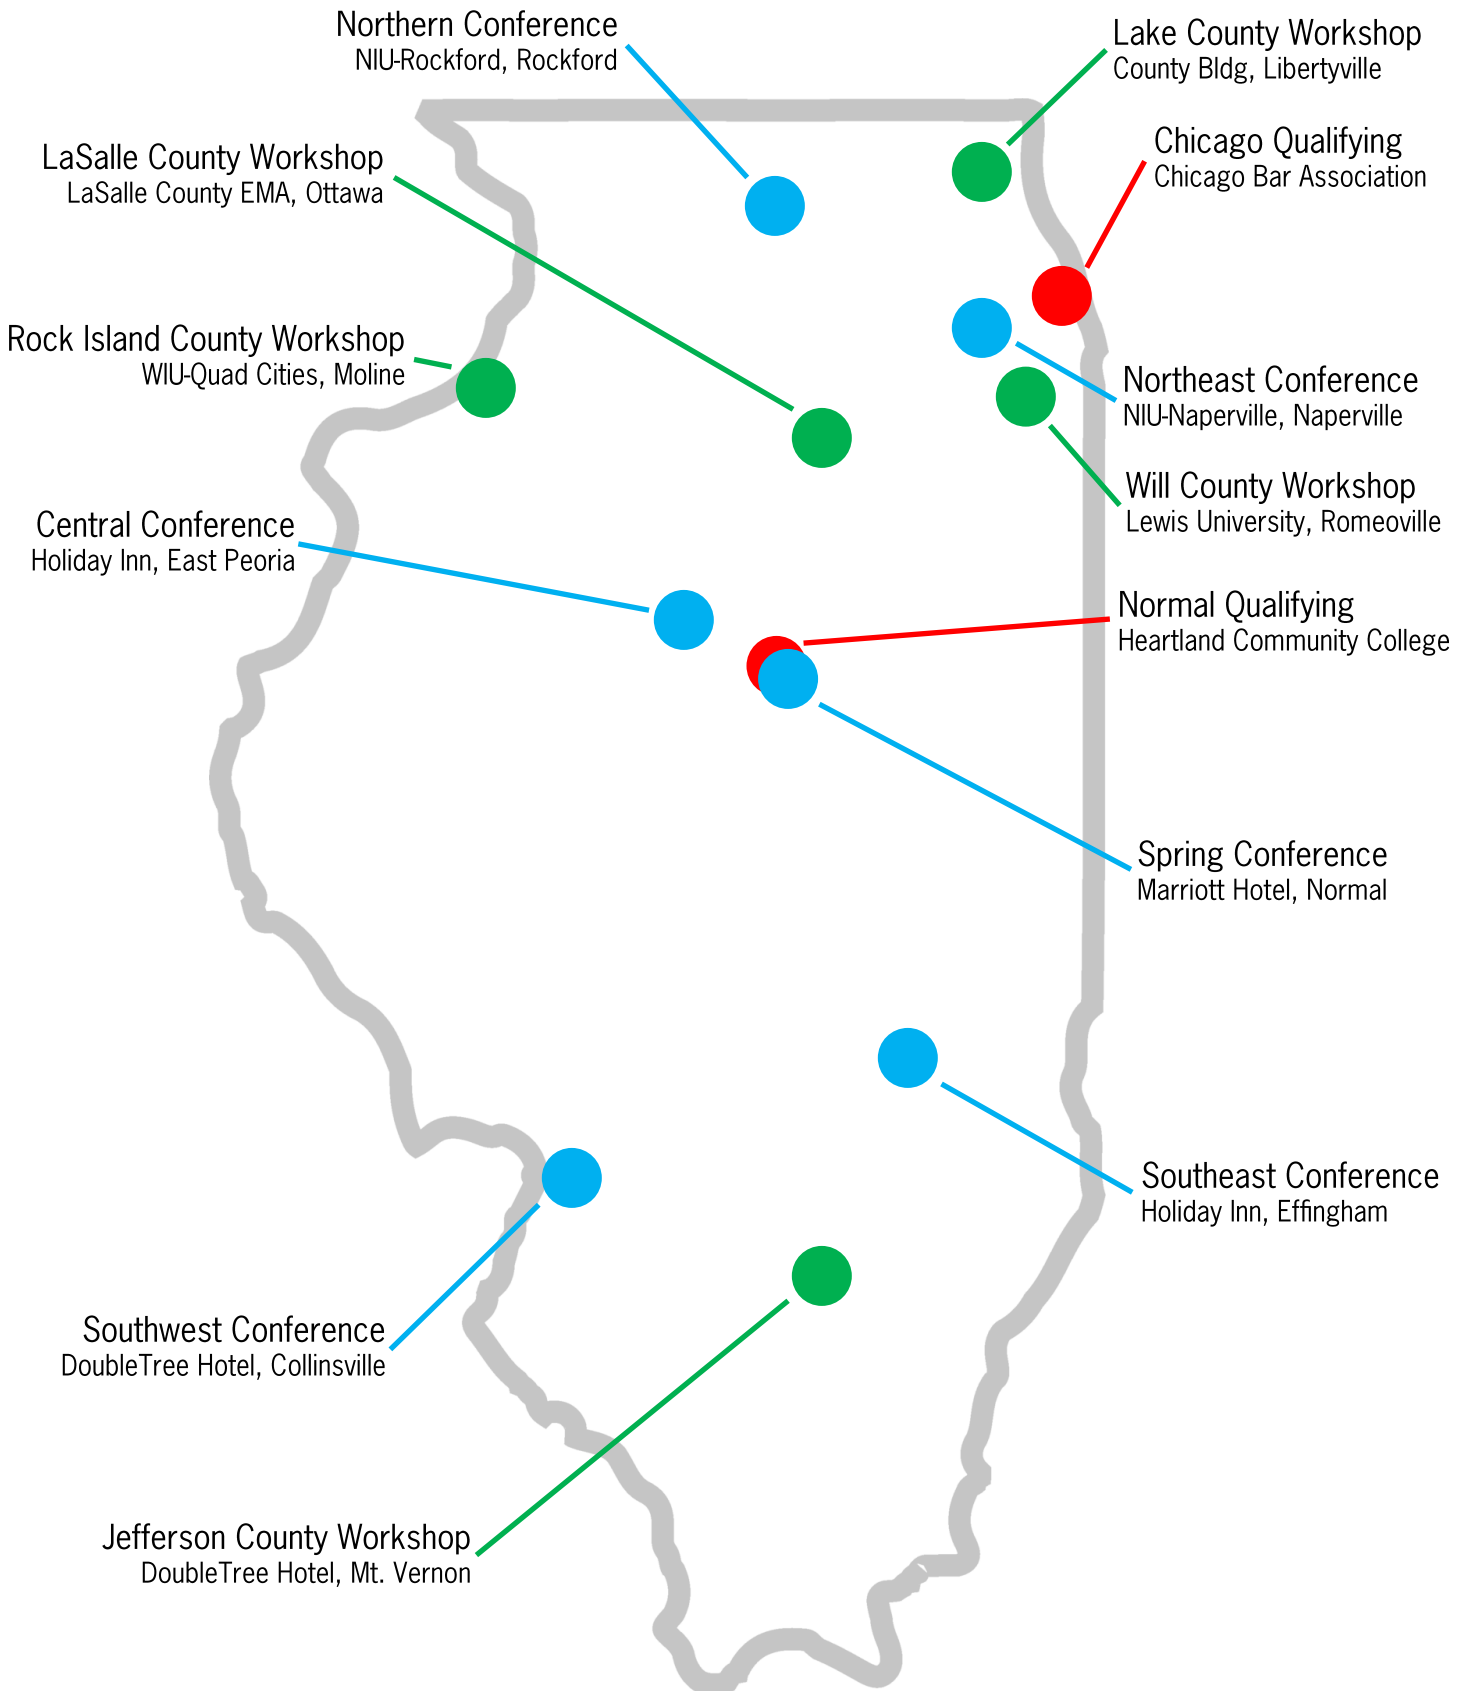 Northern Conference
NIU-Rockford, Rockford
Lake County Workshop
County Bldg, Libertyville
Chicago Qualifying
Chicago Bar Association
LaSalle County Workshop
LaSalle County EMA, Ottawa
Rock Island County Workshop
WIU-Quad Cities, Moline
Northeast Conference
NIU-Naperville, Naperville
Will County Workshop
Lewis University, Romeoville
Central Conference
Holiday Inn, East Peoria
Normal Qualifying
Heartland Community College
Spring Conference
Marriott Hotel, Normal
Southeast Conference
Holiday Inn, Effingham
Southwest Conference
DoubleTree Hotel, Collinsville
Jefferson County Workshop
DoubleTree Hotel, Mt. Vernon